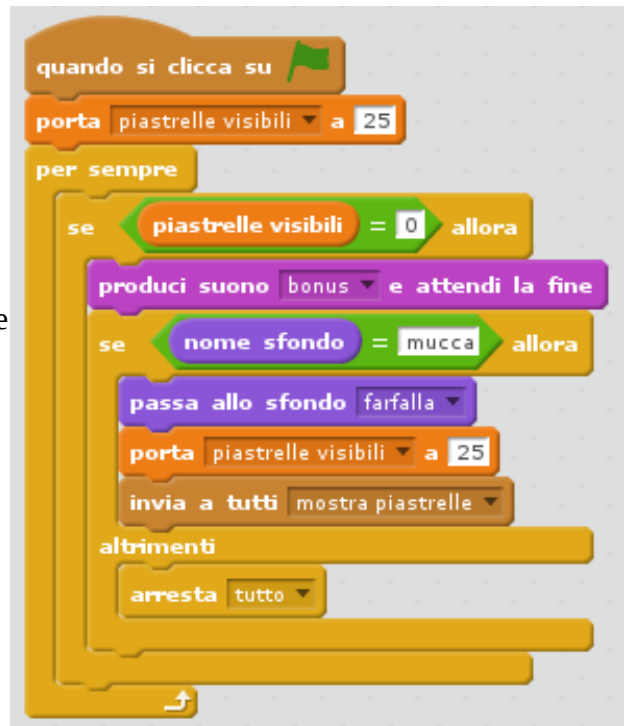 quando si clicca su
porta piastrelle visibili a 25
per sempre
se piastrelle visibili = 0 allora
produci suono bonus e attendi la fine
e
se nome sfondo = mucca allora
passa allo sfondo farfalla
porta piastrelle visibili a 25
invia a tutti mostra piastrelle
altrimenti
arresta tutto